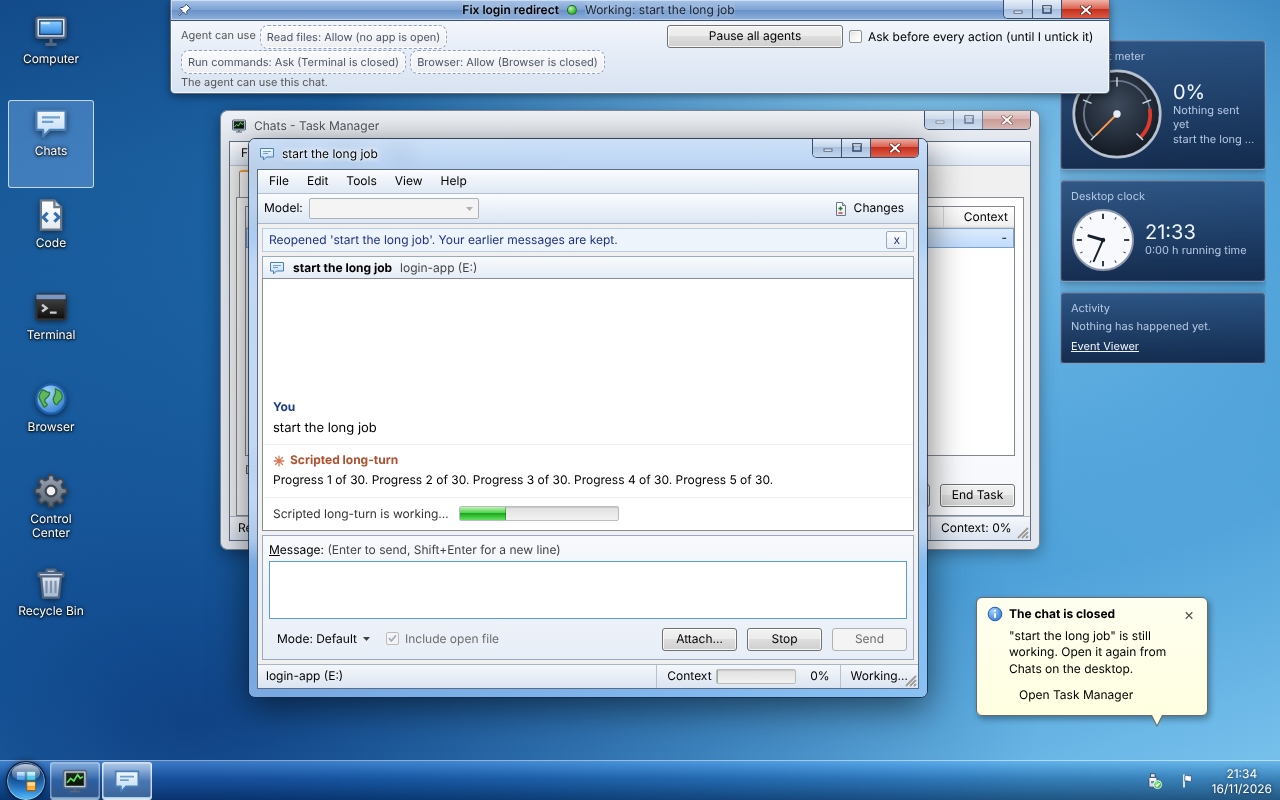 Computer
Chats
Code
Terminal
Browser
Control
Center
Recycle Bin
Fix login redirect Working: start the long job
Agent can use Read files: Allow (no app is open)
Run commands: Ask (Terminal is closed) Browser: Allow (Browser is closed)
The agent can use this chat.
Pause all agents Ask before every action (until I untick it)
meter
0%
Nothing sent
yet
start the long ...
Desktop clock
21:33
0:00 h running time
Activity
Nothing has happened yet.
Event Viewer
Chats - Task Manager
Context
-
End Task
Context: 0%
start the long job
File Edit Tools View Help
Model: Changes
Reopened 'start the long job'. Your earlier messages are kept. x
start the long job login-app (E:)
You
start the long job
Scripted long-turn
Progress 1 of 30. Progress 2 of 30. Progress 3 of 30. Progress 4 of 30. Progress 5 of 30.
Scripted long-turn is working...
Message: (Enter to send, Shift+Enter for a new line)
Mode: Default Include open file Attach... Stop Send
login-app (E:) Context 0% Working...
The chat is closed
"start the long job" is still
working. Open it again from
Chats on the desktop.
Open Task Manager
21:34
16/11/2026